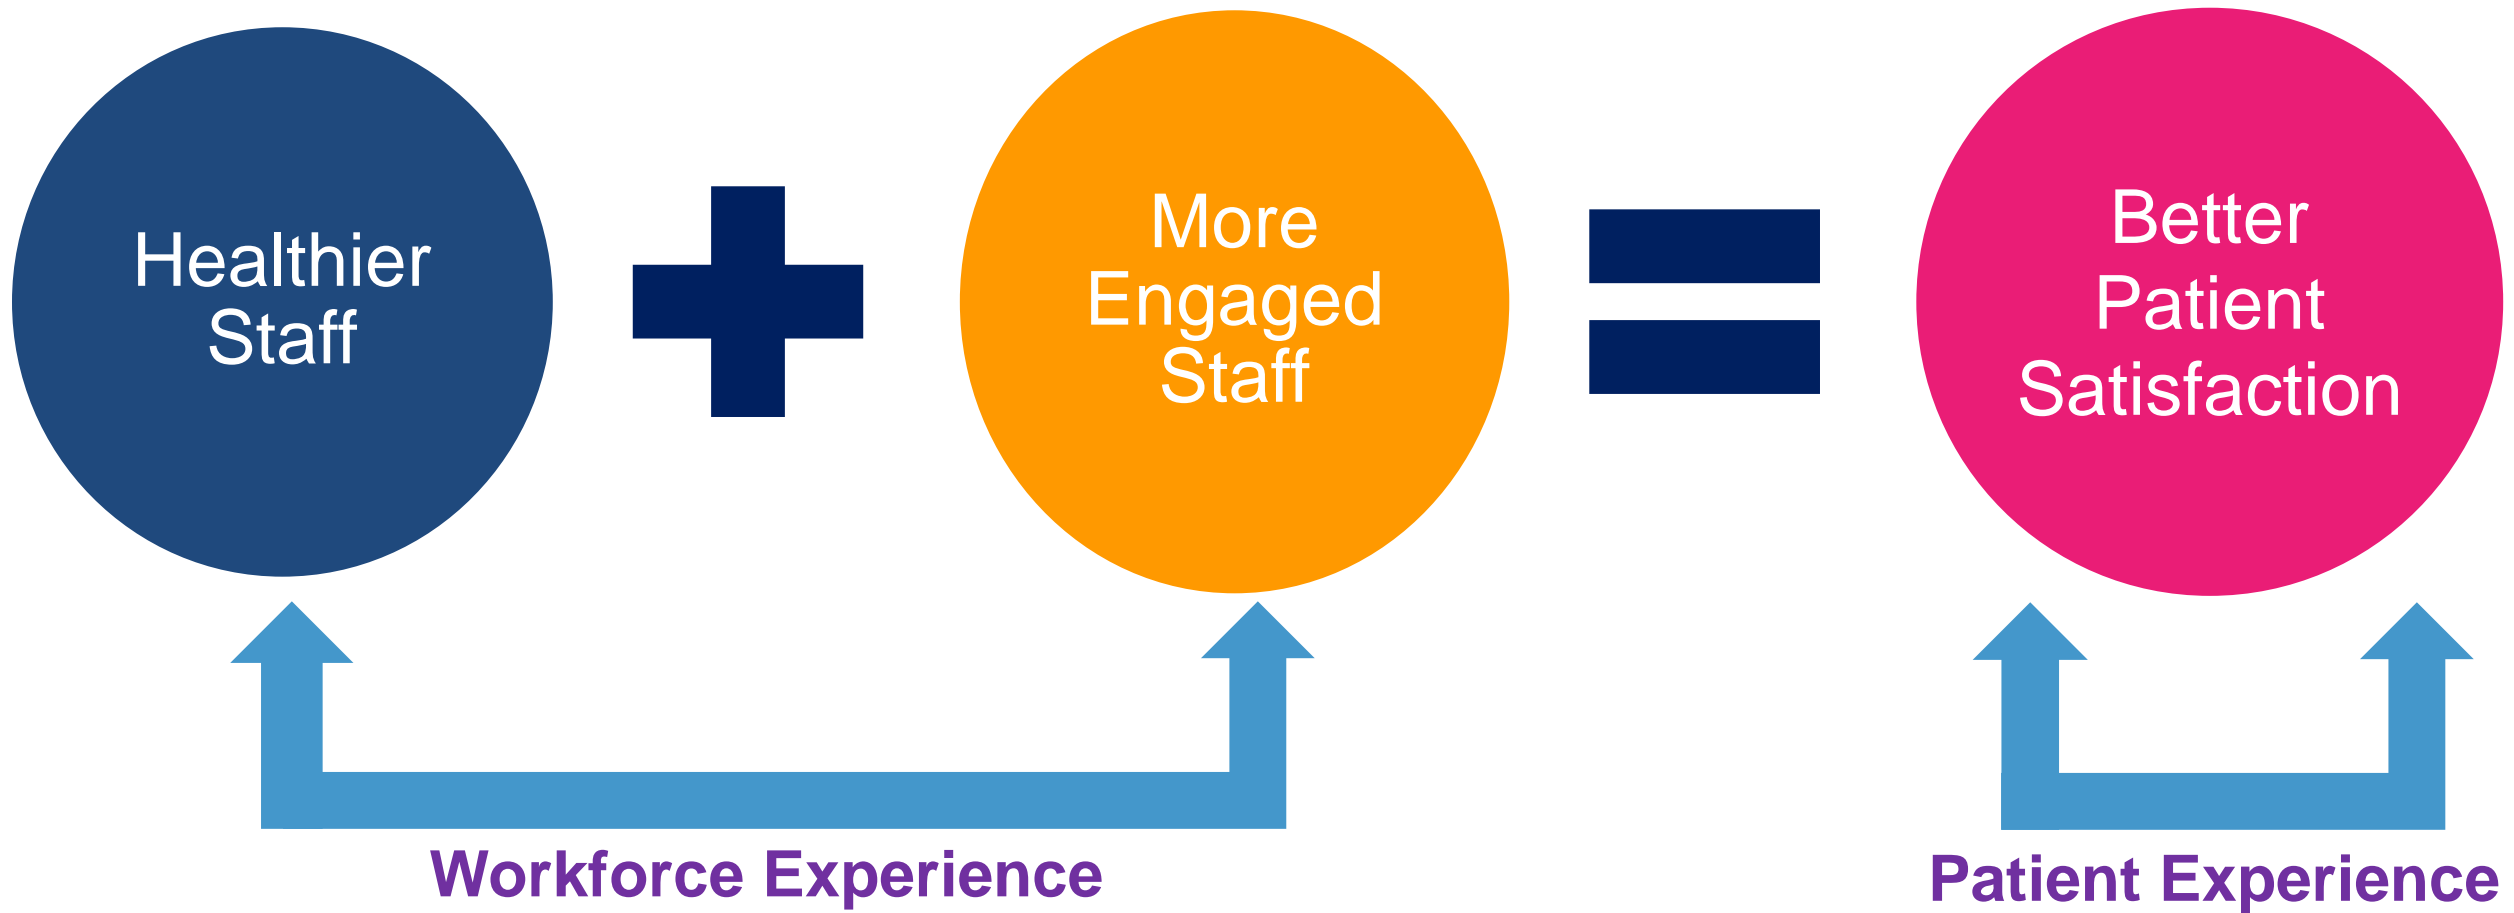 Healthier
Staff
More
Engaged
Staff
Better
Patient
Satisfaction
Workforce Experience
Patient Experience